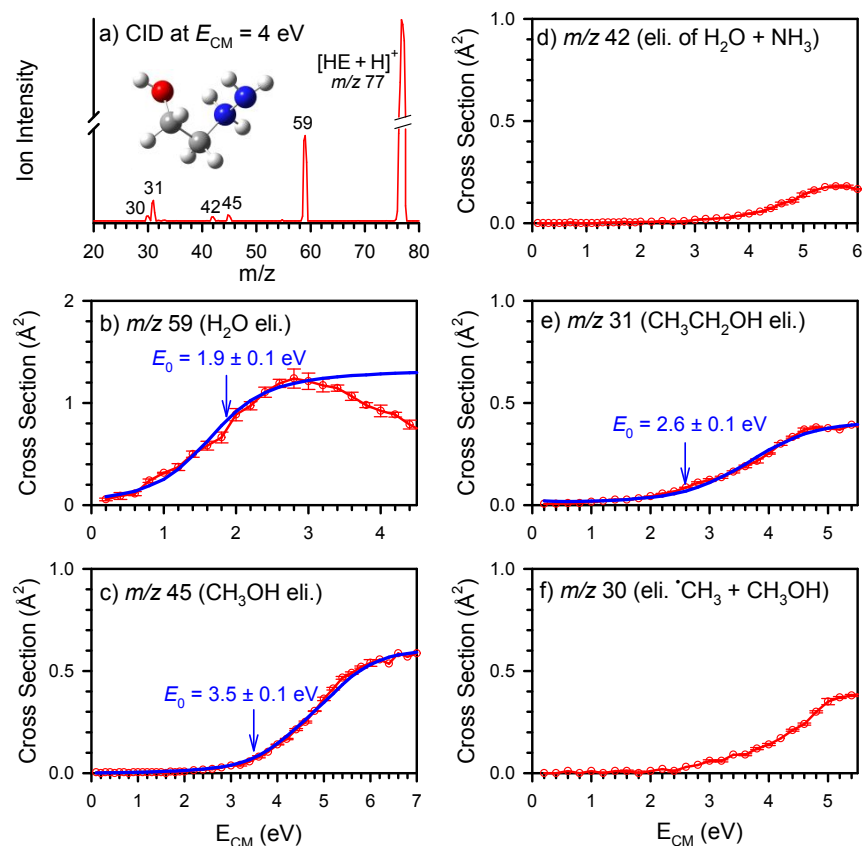 a) CID at E_CM = 4 eV
[HE + H]⁺
m/z 77
59
31
30
42
45
Ion Intensity
20 30 40 50 60 70 80
m/z
d) m/z 42 (eli. of H₂O + NH₃)
Cross Section (Å²)
1.0
0.5
0.0
0 1 2 3 4 5 6
b) m/z 59 (H₂O eli.)
E₀ = 1.9 ± 0.1 eV
Cross Section (Å²)
2
1
0
0 1 2 3 4
e) m/z 31 (CH₃CH₂OH eli.)
E₀ = 2.6 ± 0.1 eV
Cross Section (Å²)
1.0
0.5
0.0
0 1 2 3 4 5
c) m/z 45 (CH₃OH eli.)
E₀ = 3.5 ± 0.1 eV
Cross Section (Å²)
1.0
0.5
0.0
0 1 2 3 4 5 6 7
E_CM (eV)
f) m/z 30 (eli. •CH₃ + CH₃OH)
Cross Section (Å²)
1.0
0.5
0.0
0 1 2 3 4 5
E_CM (eV)